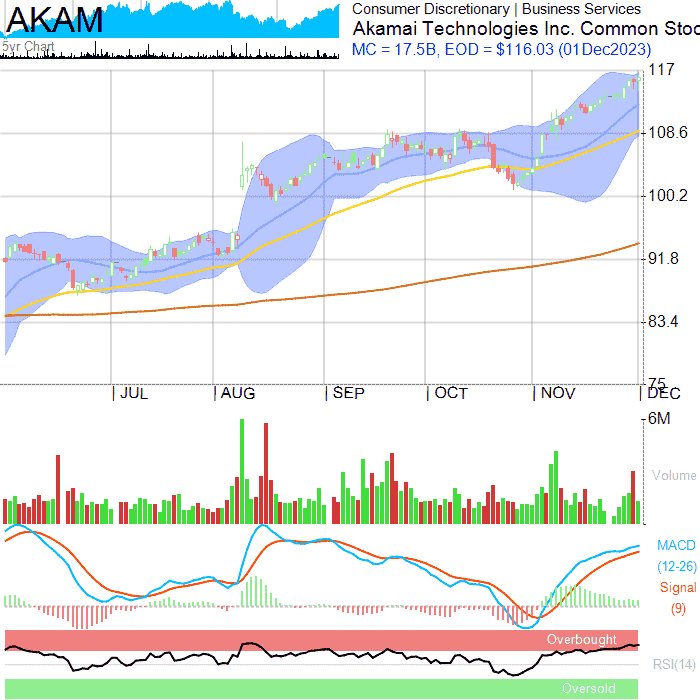 AKAM
5yr Chart
Consumer Discretionary | Business Services
Akamai Technologies Inc. Common Stoc
MC = 17.5B, EOD = $116.03 (01Dec2023)
117
108.6
100.2
91.8
83.4
75
JUL AUG SEP OCT NOV DEC
6M
Volume
MACD
(12-26)
Signal
(9)
Overbought
RSI(14)
Oversold